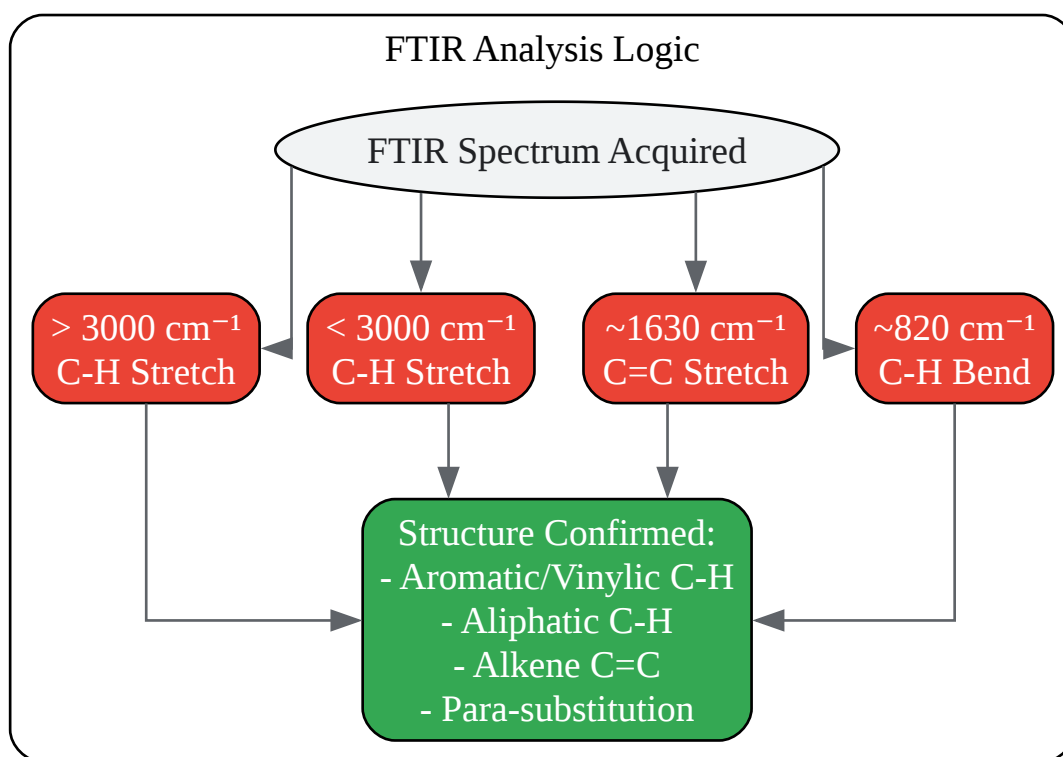 FTIR Analysis Logic
FTIR Spectrum Acquired
> 3000 cm⁻¹
C-H Stretch
< 3000 cm⁻¹
C-H Stretch
~1630 cm⁻¹
C=C Stretch
~820 cm⁻¹
C-H Bend
Structure Confirmed:
- Aromatic/Vinylic C-H
- Aliphatic C-H
- Alkene C=C
- Para-substitution